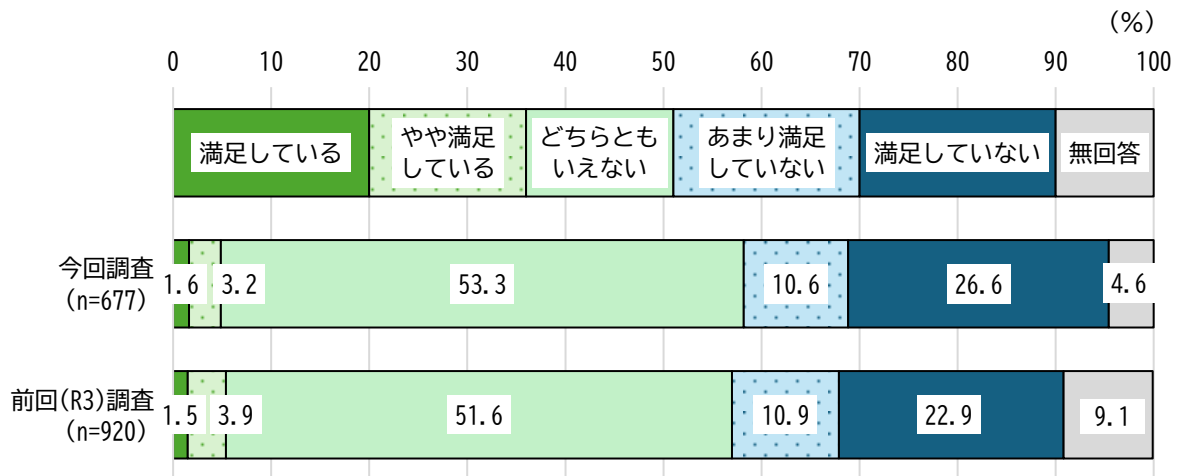 (%)
0 10 20 30 40 50 60 70 80 90 100
満足している
やや満足
している
どちらとも
いえない
あまり満足
していない
満足していない
無回答
今回調査
(n=677)
1.6 3.2 53.3 10.6 26.6 4.6
前回(R3)調査
(n=920)
1.5 3.9 51.6 10.9 22.9 9.1